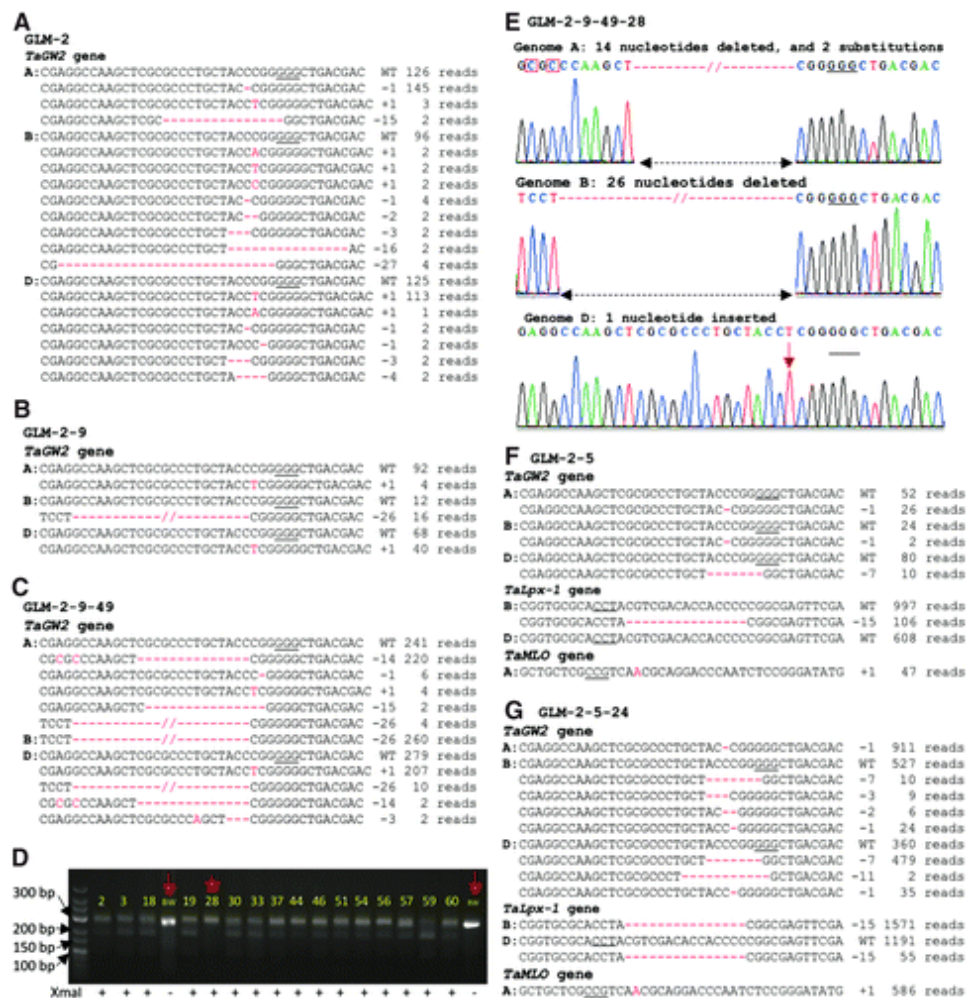 A
GLM-2
TaGW2 gene
A:CGAGGCCAAGCTCGCGCCCTGCTACCCGGGGGCTGACGAC WT 126 reads
CGAGGCCAAGCTCGCGCCCTGCTAC-CGGGGGCTGACGAC -1 145 reads
CGAGGCCAAGCTCGCGCCCTGCTACCTCGGGGGCTGACGAC +1 3 reads
CGAGGCCAAGCTCGC---------------GGCTGACGAC -15 2 reads
B:CGAGGCCAAGCTCGCGCCCTGCTACCCGGGGGCTGACGAC WT 96 reads
CGAGGCCAAGCTCGCGCCCTGCTACCACGGGGGCTGACGAC +1 2 reads
CGAGGCCAAGCTCGCGCCCTGCTACCTCGGGGGCTGACGAC +1 2 reads
CGAGGCCAAGCTCGCGCCCTGCTACCCCGGGGGCTGACGAC +1 2 reads
CGAGGCCAAGCTCGCGCCCTGCTAC-CGGGGGCTGACGAC -1 4 reads
CGAGGCCAAGCTCGCGCCCTGCTAC--GGGGGCTGACGAC -2 2 reads
CGAGGCCAAGCTCGCGCCCTGCT---CGGGGGCTGACGAC -3 2 reads
CGAGGCCAAGCTCGCGCCCTGCT---------------AC -16 2 reads
CG---------------------------GGGCTGACGAC -27 4 reads
D:CGAGGCCAAGCTCGCGCCCTGCTACCCGGGGGCTGACGAC WT 125 reads
CGAGGCCAAGCTCGCGCCCTGCTACCTCGGGGGCTGACGAC +1 113 reads
CGAGGCCAAGCTCGCGCCCTGCTACCACGGGGGCTGACGAC +1 1 reads
CGAGGCCAAGCTCGCGCCCTGCTAC-CGGGGGCTGACGAC -1 2 reads
CGAGGCCAAGCTCGCGCCCTGCTACCC-GGGGCTGACGAC -1 2 reads
CGAGGCCAAGCTCGCGCCCTGCT---CGGGGGCTGACGAC -3 2 reads
CGAGGCCAAGCTCGCGCCCTGCTA----GGGGCTGACGAC -4 2 reads
B
GLM-2-9
TaGW2 gene
A:CGAGGCCAAGCTCGCGCCCTGCTACCCGGGGGCTGACGAC WT 92 reads
CGAGGCCAAGCTCGCGCCCTGCTACCTCGGGGGCTGACGAC +1 4 reads
B:CGAGGCCAAGCTCGCGCCCTGCTACCCGGGGGCTGACGAC WT 12 reads
TCCT-----------//----------CGGGGGCTGACGAC -26 16 reads
D:CGAGGCCAAGCTCGCGCCCTGCTACCCGGGGGCTGACGAC WT 68 reads
CGAGGCCAAGCTCGCGCCCTGCTACCTCGGGGGCTGACGAC +1 40 reads
C
GLM-2-9-49
TaGW2 gene
A:CGAGGCCAAGCTCGCGCCCTGCTACCCGGGGGCTGACGAC WT 241 reads
CGCGCCCAAGCT--------------CGGGGGCTGACGAC -14 220 reads
CGAGGCCAAGCTCGCGCCCTGCTACCC-GGGGCTGACGAC -1 6 reads
CGAGGCCAAGCTCGCGCCCTGCTACCTCGGGGGCTGACGAC +1 4 reads
CGAGGCCAAGCTC---------------GGGGCTGACGAC -15 2 reads
TCCT-----------//----------CGGGGGCTGACGAC -26 4 reads
B:TCCT-----------//----------CGGGGGCTGACGAC -26 260 reads
D:CGAGGCCAAGCTCGCGCCCTGCTACCCGGGGGCTGACGAC WT 279 reads
CGAGGCCAAGCTCGCGCCCTGCTACCTCGGGGGCTGACGAC +1 207 reads
TCCT-----------//----------CGGGGGCTGACGAC -26 10 reads
CGCGCCCAAGCT--------------CGGGGGCTGACGAC -14 2 reads
CGAGGCCAAGCTCGCGCCCAGCT---CGGGGGCTGACGAC -3 2 reads
D
300 bp
200 bp
150 bp
100 bp
2 3 18 BW 19 28 30 33 37 44 46 51 54 56 57 59 60 BW
XmaI + + + - + + + + + + + + + + + + + -
E GLM-2-9-49-28
Genome A: 14 nucleotides deleted, and 2 substitutions
GCGCCCAAGCT----------//----------CGGGGGCTGACGAC
Genome B: 26 nucleotides deleted
TCCT---------------//--------------CGGGGGCTGACGAC
Genome D: 1 nucleotide inserted
GAGGCCAAGCTCGCGCCCTGCTACCTCGGGGGCTGACGAC
F GLM-2-5
TaGW2 gene
A:CGAGGCCAAGCTCGCGCCCTGCTACCCGGGGGCTGACGAC WT 52 reads
CGAGGCCAAGCTCGCGCCCTGCTAC-CGGGGGCTGACGAC -1 26 reads
B:CGAGGCCAAGCTCGCGCCCTGCTACCCGGGGGCTGACGAC WT 24 reads
CGAGGCCAAGCTCGCGCCCTGCTAC-CGGGGGCTGACGAC -1 2 reads
D:CGAGGCCAAGCTCGCGCCCTGCTACCCGGGGGCTGACGAC WT 80 reads
CGAGGCCAAGCTCGCGCCCTGCT-------GGCTGACGAC -7 10 reads
TaLpx-1 gene
B:CGGTGCGCACCTACGTCGACACCACCCCCGGCGAGTTCGA WT 997 reads
CGGTGCGCACCTA---------------CGGCGAGTTCGA -15 106 reads
D:CGGTGCGCACCTACGTCGACACCACCCCCGGCGAGTTCGA WT 608 reads
TaMLO gene
A:GCTGCTCGCCGTCAACGCAGGACCCAATCTCCGGGATATG +1 47 reads
G GLM-2-5-24
TaGW2 gene
A:CGAGGCCAAGCTCGCGCCCTGCTAC-CGGGGGCTGACGAC -1 911 reads
B:CGAGGCCAAGCTCGCGCCCTGCTACCCGGGGGCTGACGAC WT 527 reads
CGAGGCCAAGCTCGCGCCCTGCT-------GGCTGACGAC -7 10 reads
CGAGGCCAAGCTCGCGCCCTGCT---CGGGGGCTGACGAC -3 9 reads
CGAGGCCAAGCTCGCGCCCTGCTAC--GGGGGCTGACGAC -2 6 reads
CGAGGCCAAGCTCGCGCCCTGCTACC-GGGGGCTGACGAC -1 24 reads
D:CGAGGCCAAGCTCGCGCCCTGCTACCCGGGGGCTGACGAC WT 360 reads
CGAGGCCAAGCTCGCGCCCTGCT-------GGCTGACGAC -7 479 reads
CGAGGCCAAGCTCGCGCCCT-----------GCTGACGAC -11 2 reads
CGAGGCCAAGCTCGCGCCCTGCTACC-GGGGGCTGACGAC -1 35 reads
TaLpx-1 gene
B:CGGTGCGCACCTA---------------CGGCGAGTTCGA -15 1571 reads
D:CGGTGCGCACCTACGTCGACACCACCCCCGGCGAGTTCGA WT 1191 reads
CGGTGCGCACCTA---------------CGGCGAGTTCGA -15 55 reads
TaMLO gene
A:GCTGCTCGCCGTCAACGCAGGACCCAATCTCCGGGATATG +1 586 reads